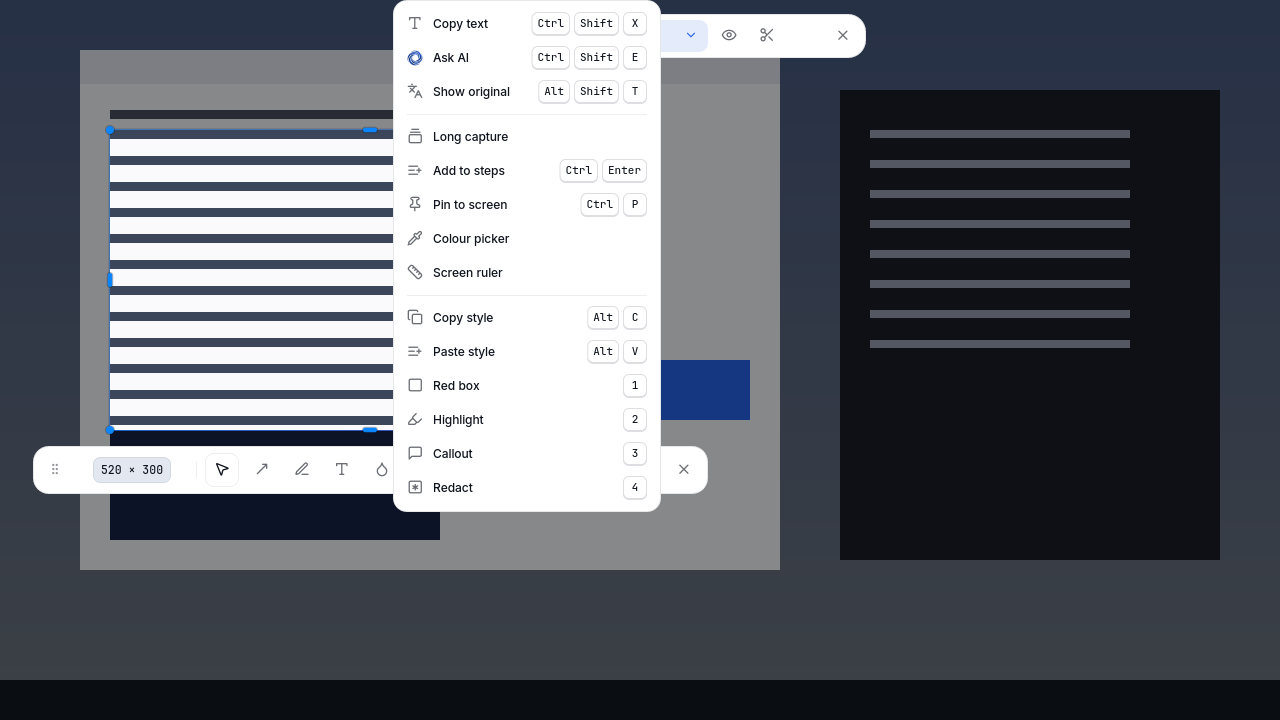 Copy text Ctrl Shift X
Ask AI Ctrl Shift E
Show original Alt Shift T
Long capture
Add to steps Ctrl Enter
Pin to screen Ctrl P
Colour picker
Screen ruler
Copy style Alt C
Paste style Alt V
Red box 1
Highlight 2
Callout 3
Redact 4
520 × 300